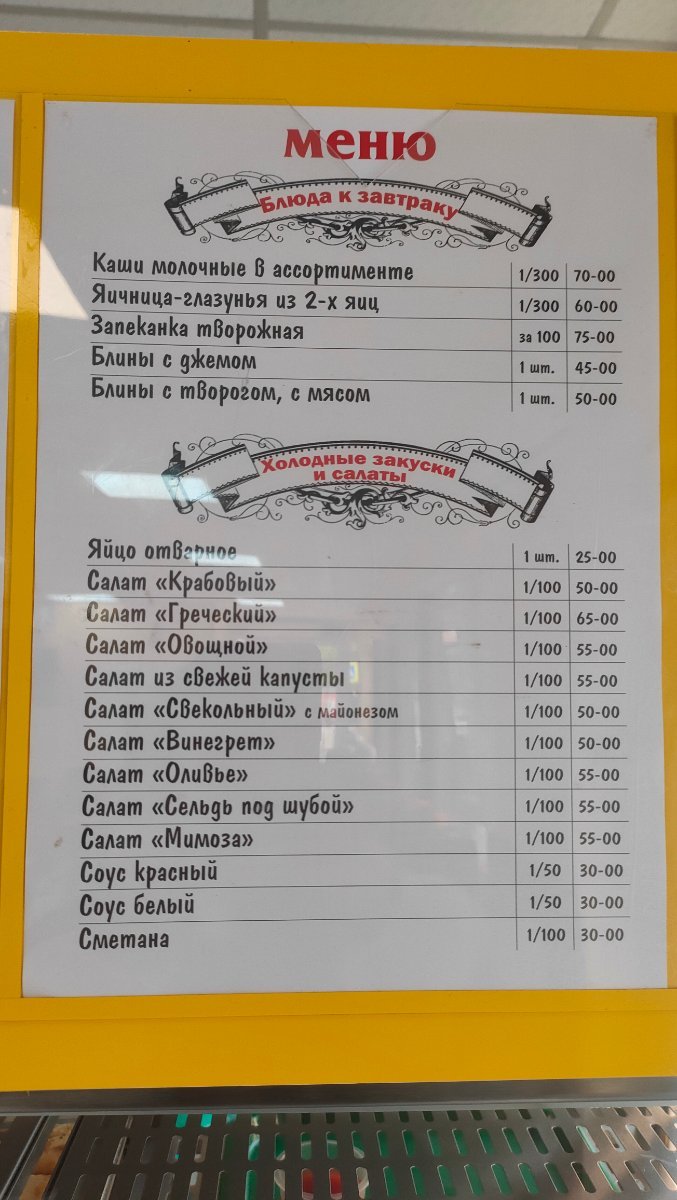 меню
Блюда к завтраку
Каши молочные в ассортименте 1/300 70-00
Яичница-глазунья из 2-х яиц 1/300 60-00
Запеканка творожная за 100 75-00
Блины с джемом 1 шт. 45-00
Блины с творогом, с мясом 1 шт. 50-00
Холодные закуски
и салаты
Яйцо отварное 1 шт. 25-00
Салат «Крабовый» 1/100 50-00
Салат «Греческий» 1/100 65-00
Салат «Овощной» 1/100 55-00
Салат из свежей капусты 1/100 55-00
Салат «Свекольный» с майонезом 1/100 50-00
Салат «Винегрет» 1/100 50-00
Салат «Оливье» 1/100 55-00
Салат «Сельдь под шубой» 1/100 55-00
Салат «Мимоза» 1/100 55-00
Соус красный 1/50 30-00
Соус белый 1/50 30-00
Сметана 1/100 30-00